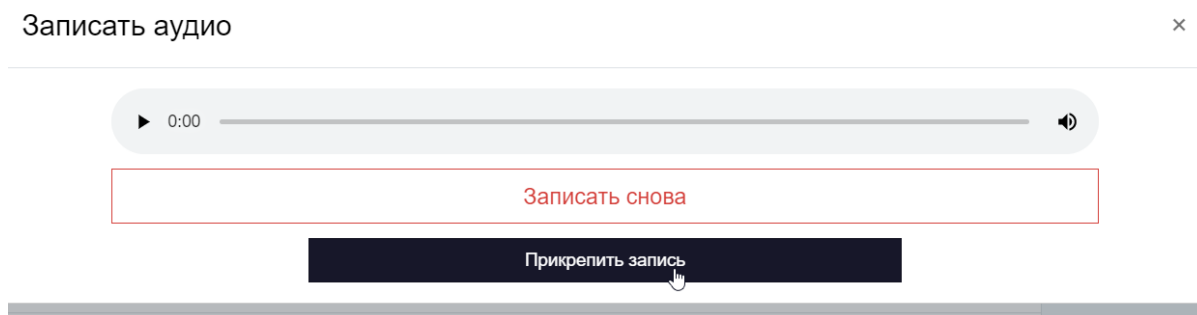 Записать аудио
×
0:00
Записать снова
Прикрепить запись